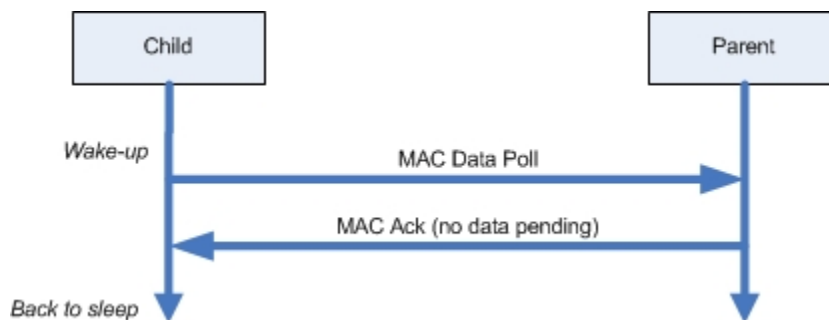 Child
Parent
Wake-up
MAC Data Poll
MAC Ack (no data pending)
Back to sleep